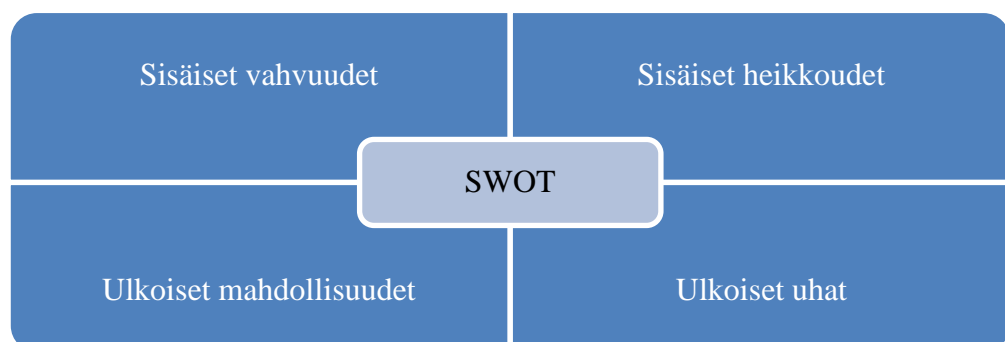 Sisäiset vahvuudet
Sisäiset heikkoudet
SWOT
Ulkoiset mahdollisuudet
Ulkoiset uhat